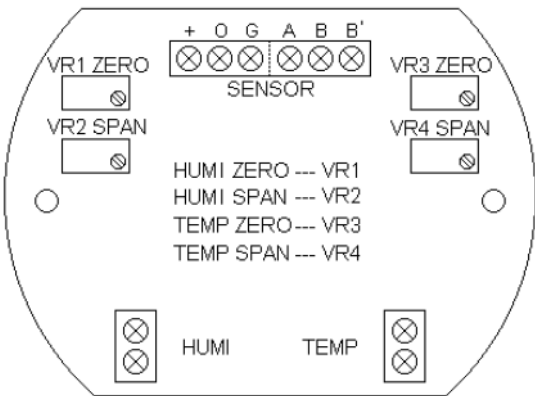 + O G A B B'
SENSOR
VR1 ZERO
VR3 ZERO
VR2 SPAN
VR4 SPAN
HUMI ZERO --- VR1
HUMI SPAN --- VR2
TEMP ZERO --- VR3
TEMP SPAN --- VR4
HUMI
TEMP